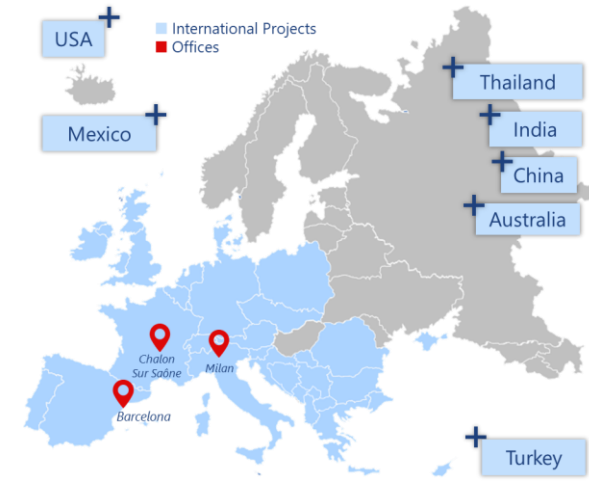 USA
International Projects
Offices
Mexico
Thailand
India
China
Australia
Chalon
Sur Saône
Milan
Barcelona
Turkey